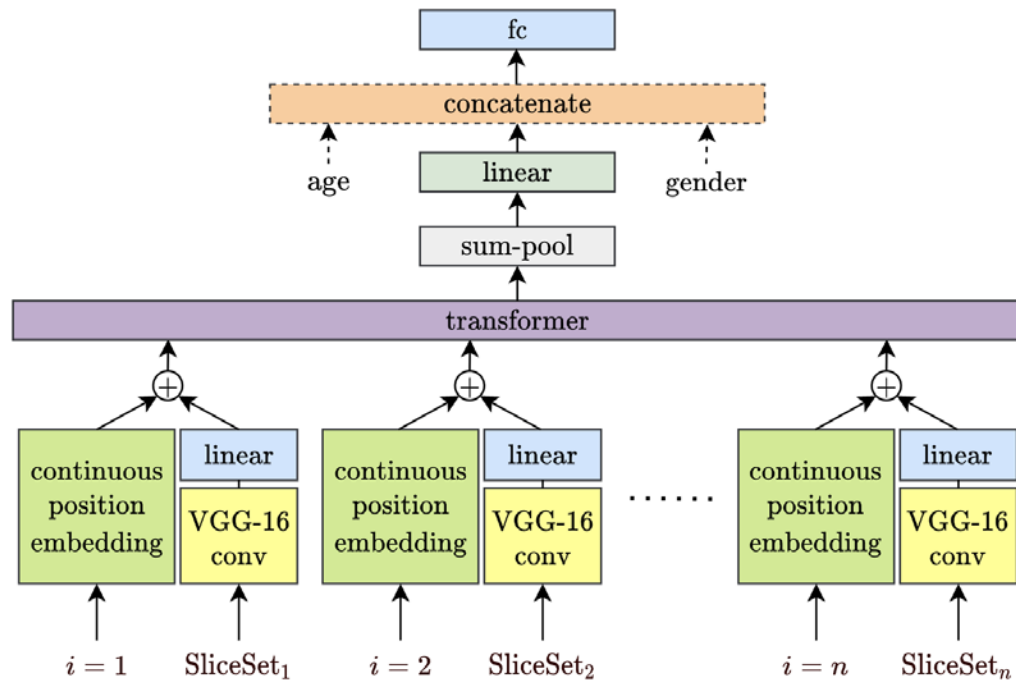 fc
concatenate
age
linear
gender
sum-pool
transformer
+
+
+
continuous
position
embedding
linear
VGG-16
conv
continuous
position
embedding
linear
VGG-16
conv
......
continuous
position
embedding
linear
VGG-16
conv
i = 1
SliceSet₁
i = 2
SliceSet₂
i = n
SliceSetₙ